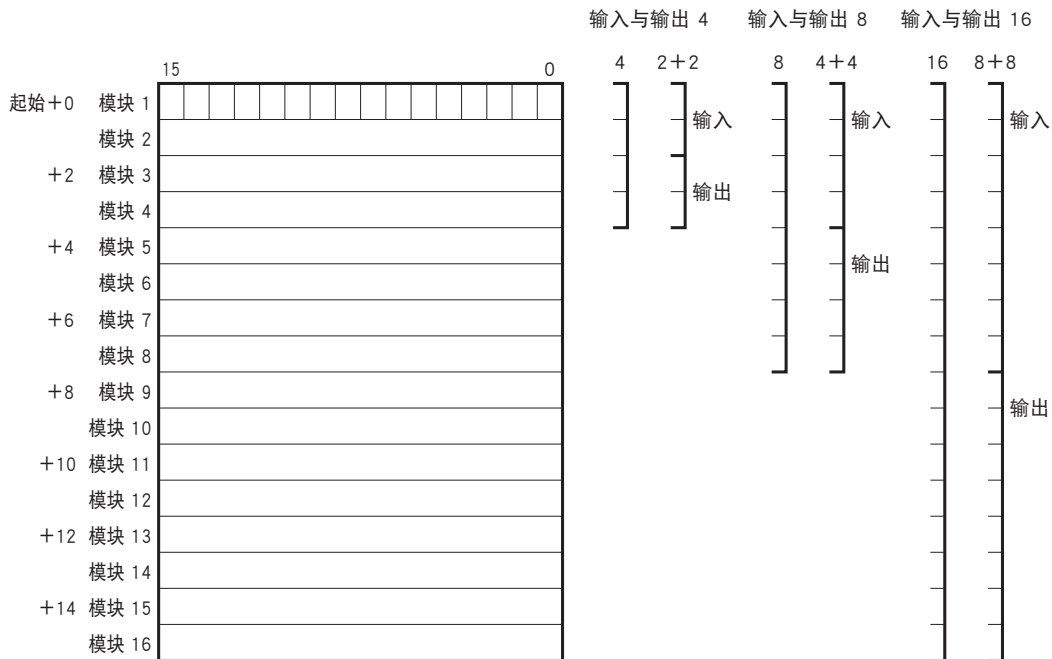 输入与输出 4 输入与输出 8 输入与输出 16
15 0 4 2+2 8 4+4 16 8+8
起始+0 模块 1
输入 输入 输入
模块 2
+2 模块 3
输出
模块 4
+4 模块 5
输出
模块 6
+6 模块 7
模块 8
+8 模块 9
输出
模块 10
+10 模块 11
模块 12
+12 模块 13
模块 14
+14 模块 15
模块 16